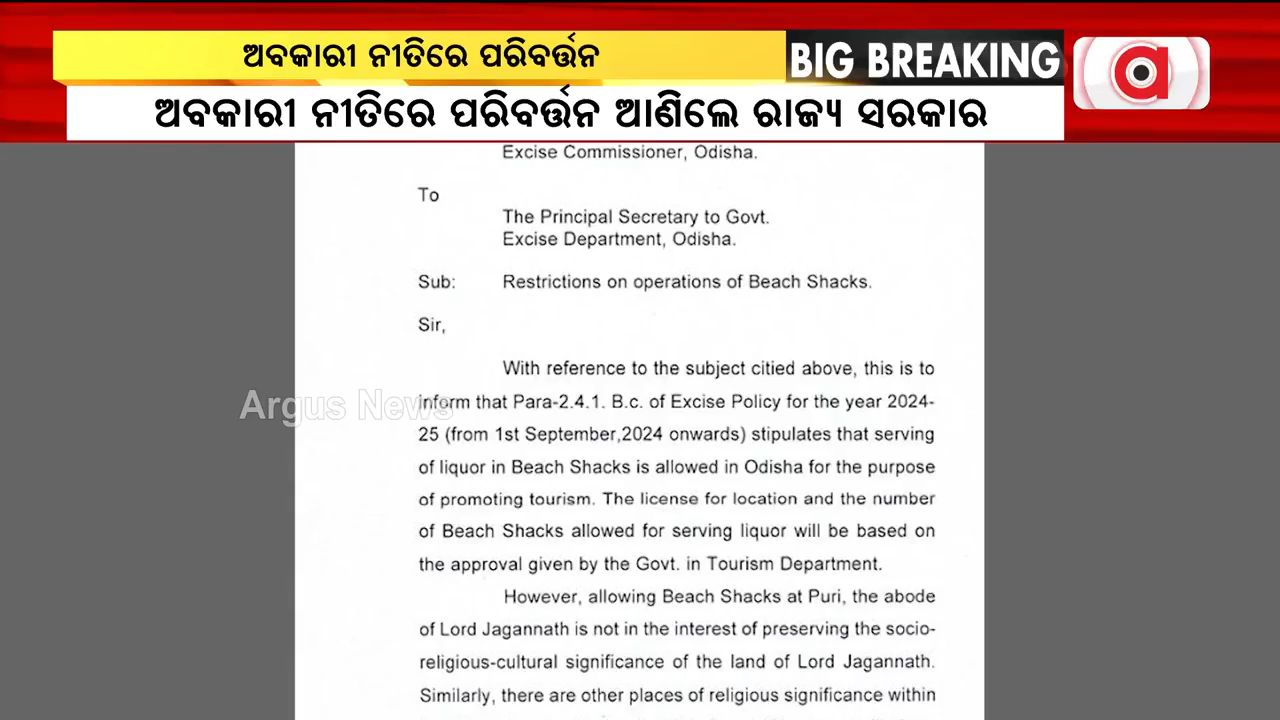 ଅବକାରୀ ନୀତିରେ ପରିବର୍ତ୍ତନ
BIG BREAKING
ଅବକାରୀ ନୀତିରେ ପରିବର୍ତ୍ତନ ଆଣିଲେ ରାଜ୍ୟ ସରକାର
Excise Commissioner, Odisha.
To
The Principal Secretary to Govt.
Excise Department, Odisha.
Sub: Restrictions on operations of Beach Shacks.
Sir,
With reference to the subject citied above, this is to
inform that Para-2.4.1. B.c. of Excise Policy for the year 2024-
Argus News
25 (from 1st September,2024 onwards) stipulates that serving
of liquor in Beach Shacks is allowed in Odisha for the purpose
of promoting tourism. The license for location and the number
of Beach Shacks allowed for serving liquor will be based on
the approval given by the Govt. in Tourism Department.
However, allowing Beach Shacks at Puri, the abode
of Lord Jagannath is not in the interest of preserving the socio-
religious-cultural significance of the land of Lord Jagannath.
Similarly, there are other places of religious significance within